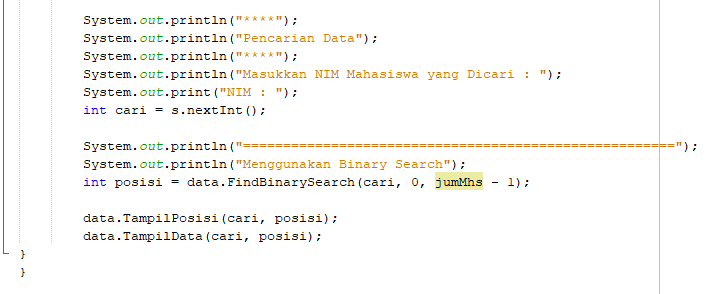 System.out.println("****");
System.out.println("Pencarian Data");
System.out.println("****");
System.out.println("Masukkan NIM Mahasiswa yang Dicari : ");
System.out.print("NIM : ");
int cari = s.nextInt();
System.out.println("======================================================");
System.out.println("Menggunakan Binary Search");
int posisi = data.FindBinarySearch(cari, 0, jumMhs - 1);
data.TampilPosisi(cari, posisi);
data.TampilData(cari, posisi);
}
}